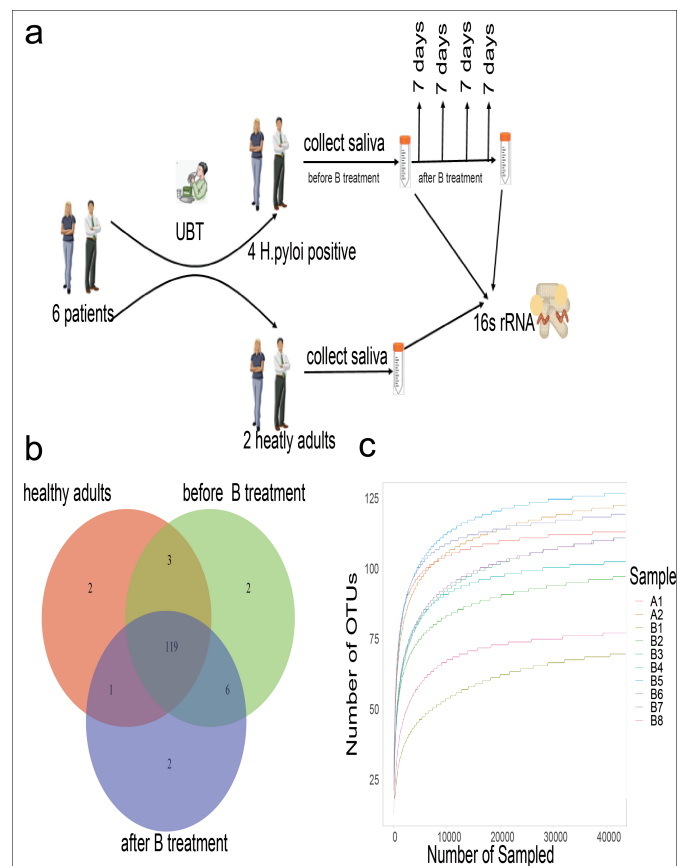 a
7 days
7 days
7 days
7 days
collect saliva
before B treatment
after B treatment
UBT
4 H.pyloi positive
6 patients
16s rRNA
collect saliva
2 heatly adults
b
healthy adults
before B treatment
3
2
2
119
1
6
2
after B treatment
c
125
100
75
50
25
Number of OTUs
0
10000
20000
30000
40000
Number of Sampled
Sample
A1
A2
B1
B2
B3
B4
B5
B6
B7
B8